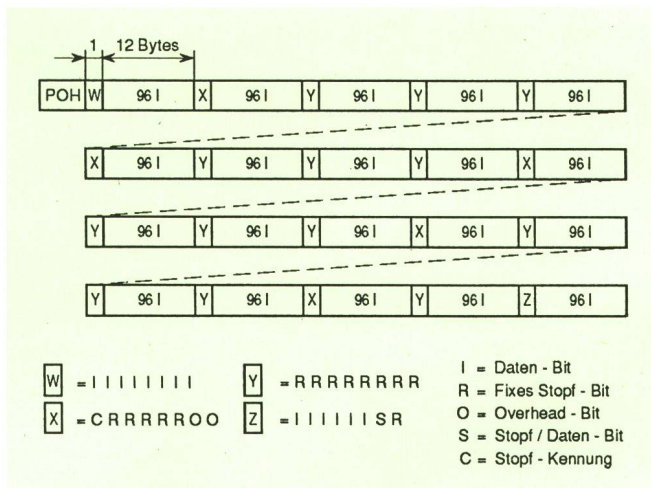 1 12 Bytes
POH W 96 I X 96 I Y 96 I Y 96 I Y 96 I
X 96 I Y 96 I Y 96 I Y 96 I X 96 I
Y 96 I Y 96 I Y 96 I X 96 I Y 96 I
Y 96 I Y 96 I X 96 I Y 96 I Z 96 I
W = I I I I I I I I
Y = R R R R R R R R
X = C R R R R R O O
Z = I I I I I I S R
I = Daten - Bit
R = Fixes Stopf - Bit
O = Overhead - Bit
S = Stopf / Daten - Bit
C = Stopf - Kennung